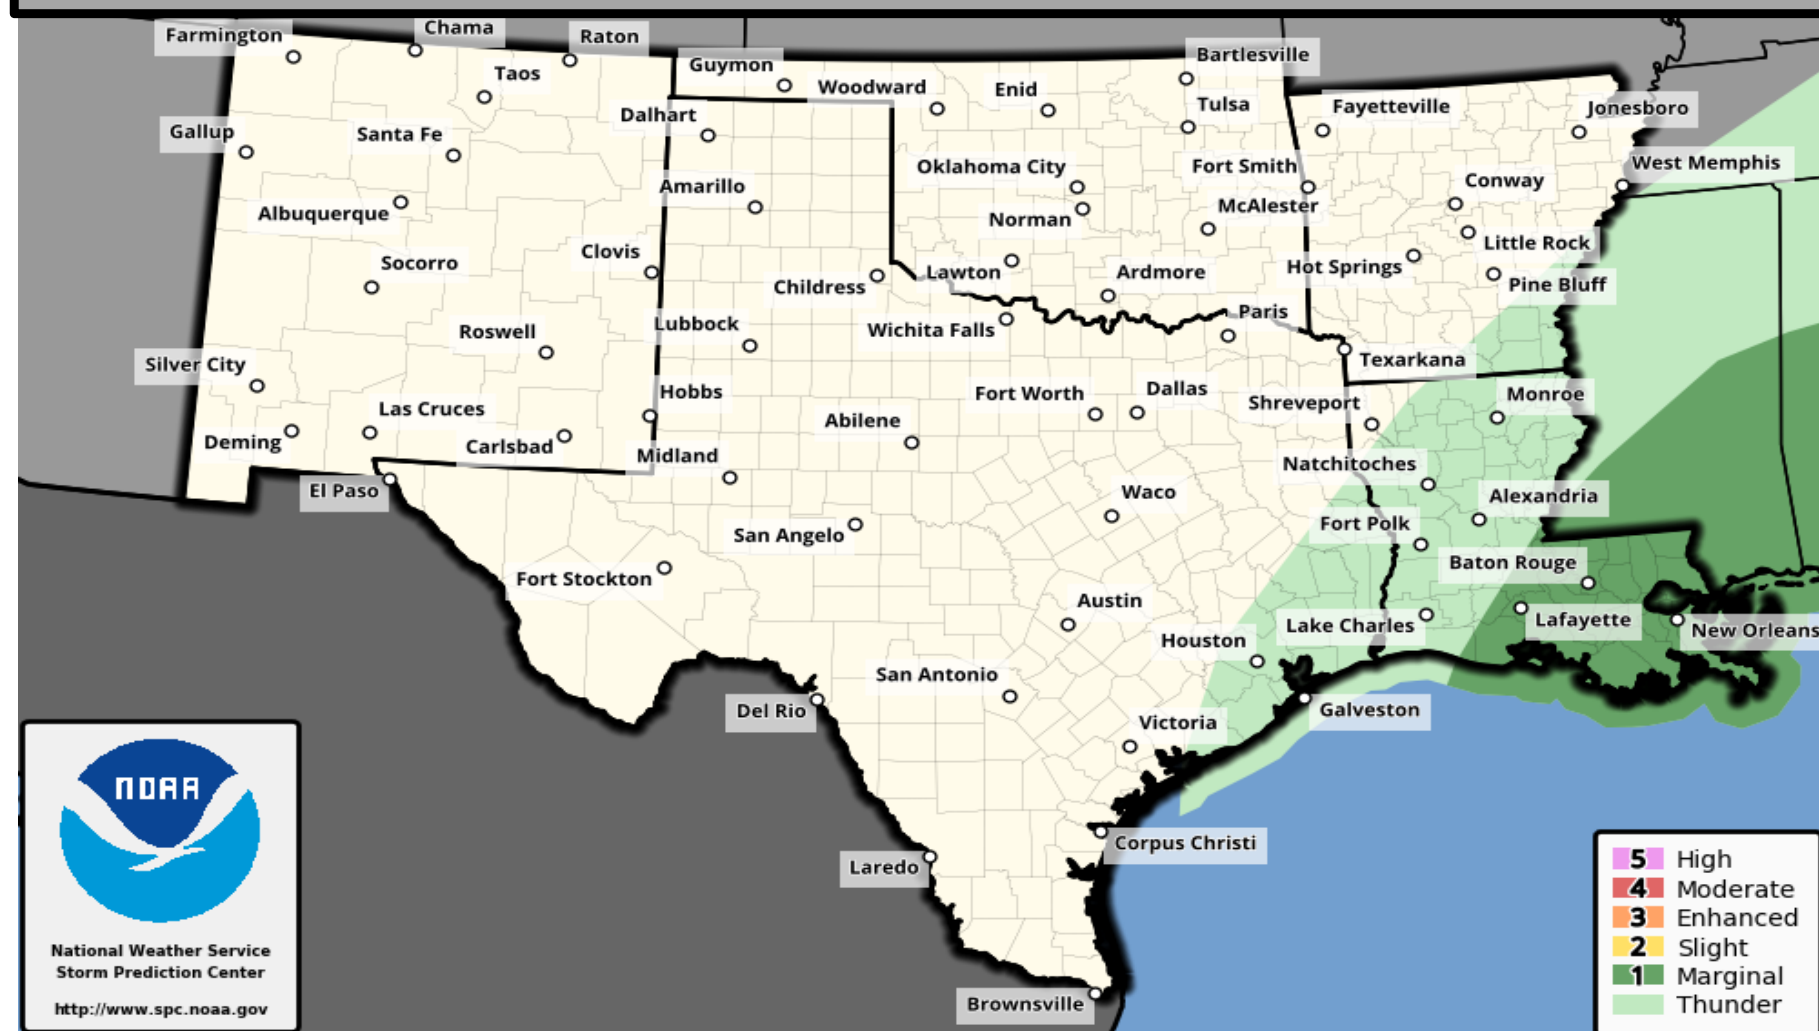 Farmington
Chama
Raton
Taos
Guymon
Woodward
Enid
Bartlesville
Tulsa
Fayetteville
Jonesboro
Gallup
Santa Fe
Dalhart
Oklahoma City
Fort Smith
Conway
West Memphis
Albuquerque
Amarillo
Norman
McAlester
Little Rock
Socorro
Clovis
Childress
Lawton
Ardmore
Hot Springs
Pine Bluff
Roswell
Lubbock
Wichita Falls
Paris
Texarkana
Silver City
Las Cruces
Hobbs
Abilene
Fort Worth
Dallas
Shreveport
Monroe
Deming
Carlsbad
Midland
Natchitoches
El Paso
San Angelo
Waco
Fort Polk
Alexandria
Fort Stockton
Austin
Baton Rouge
Houston
Lake Charles
Lafayette
New Orleans
Del Rio
San Antonio
Victoria
Galveston
Corpus Christi
Laredo
Brownsville
NOAA
National Weather Service
Storm Prediction Center
http://www.spc.noaa.gov
5 High
4 Moderate
3 Enhanced
2 Slight
1 Marginal
Thunder